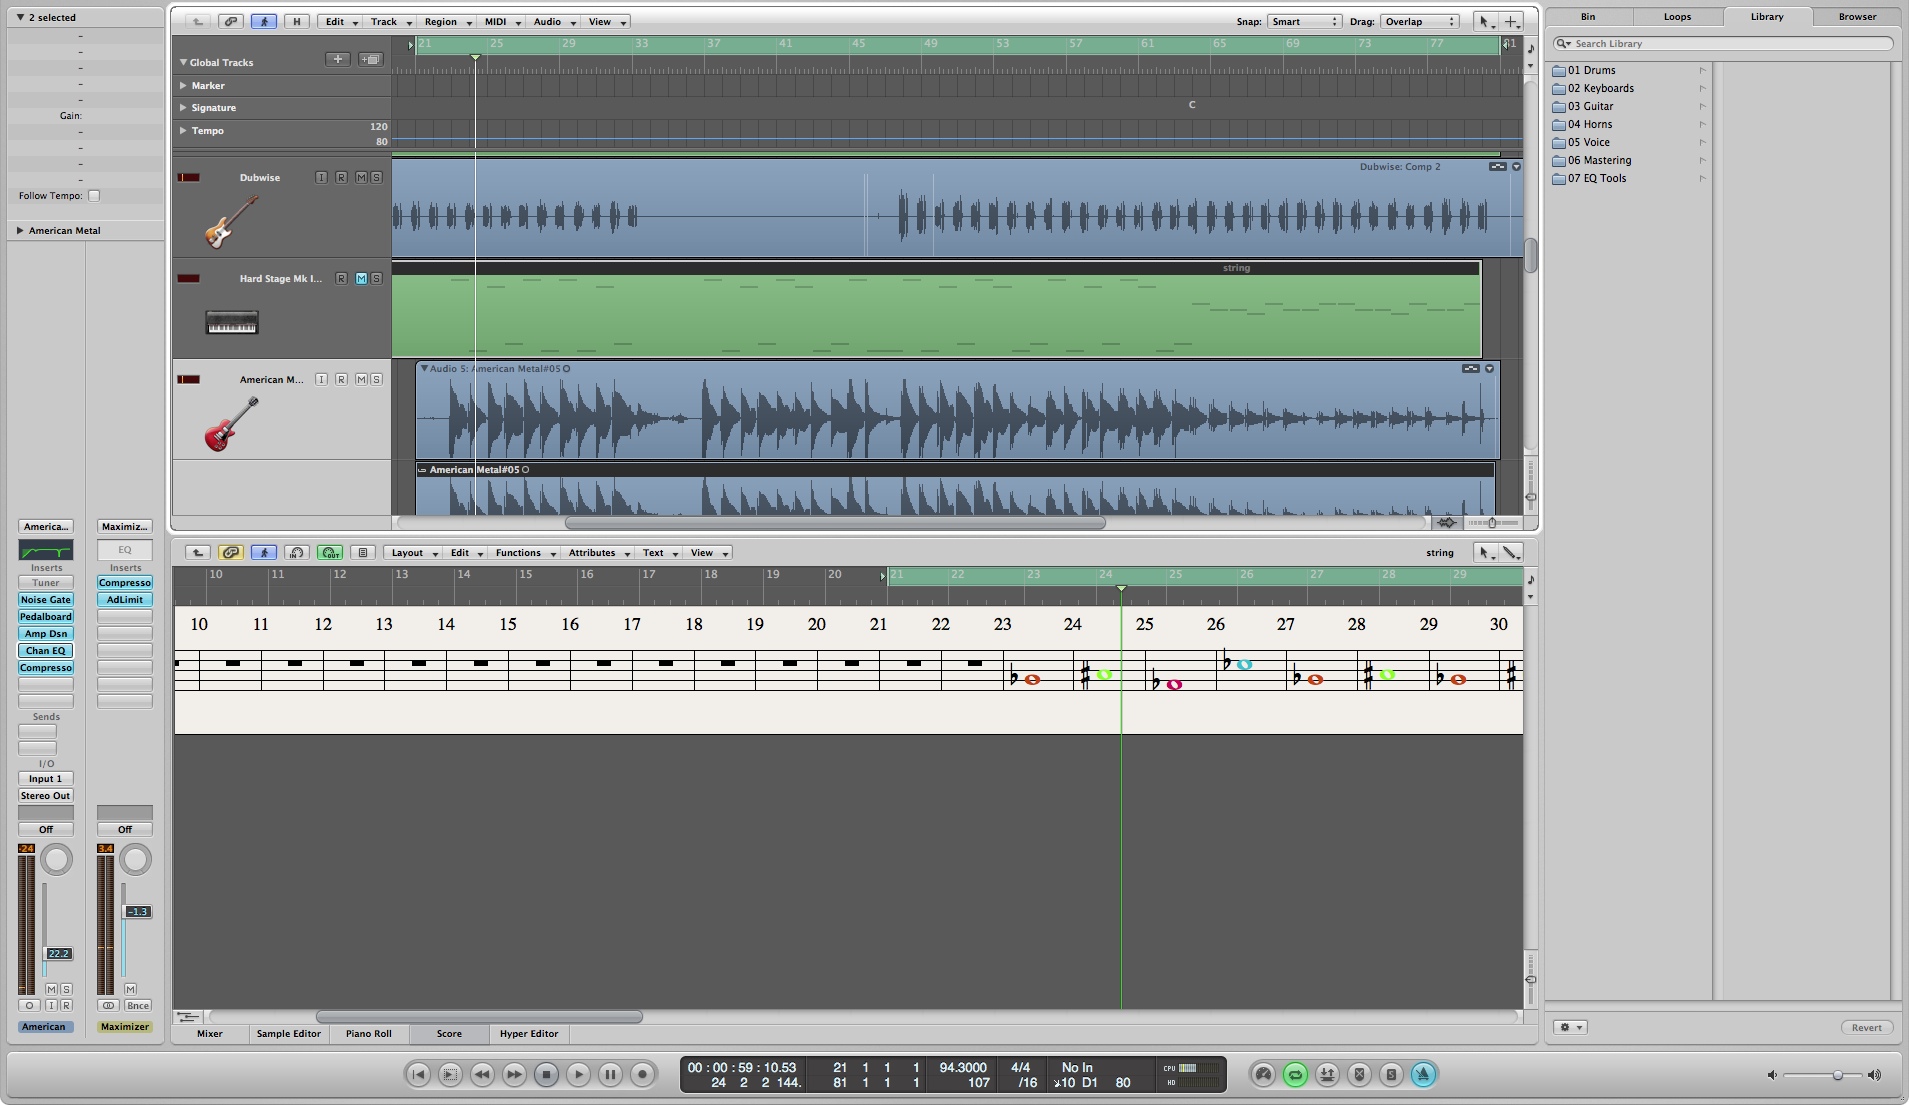 2 selected
Gain:
Follow Tempo:
American Metal
H Edit Track Region MIDI Audio View Snap: Smart Drag: Overlap
21 25 29 33 37 41 45 49 53 57 61 65 69 73 77 81
Global Tracks
Marker
Signature C
Tempo 120
80
Dubwise I R M S
Dubwise: Comp 2
Hard Stage Mk I... R M S
string
American M... I R M S
Audio 5: American Metal#05
American Metal#05
Bin Loops Library Browser
Search Library
01 Drums
02 Keyboards
03 Guitar
04 Horns
05 Voice
06 Mastering
07 EQ Tools
Revert
America... Maximiz...
EQ
Inserts Inserts
Tuner Compresso
Noise Gate AdLimit
Pedalboard
Amp Dsn
Chan EQ
Compresso
Sends
I/O
Input 1
Stereo Out
Off Off
-24 3.4
-1.3
22.2
M S M
I R Bnce
American Maximizer
IN OUT Layout Edit Functions Attributes Text View string
10 11 12 13 14 15 16 17 18 19 20 21 22 23 24 25 26 27 28 29
10 11 12 13 14 15 16 17 18 19 20 21 22 23 24 25 26 27 28 29 30
Mixer Sample Editor Piano Roll Score Hyper Editor
00 : 00 : 59 : 10.53 21 1 1 1 94.3000 4/4 No In CPU
24 2 2 144. 81 1 1 1 107 /16 10 D1 80 HD
S